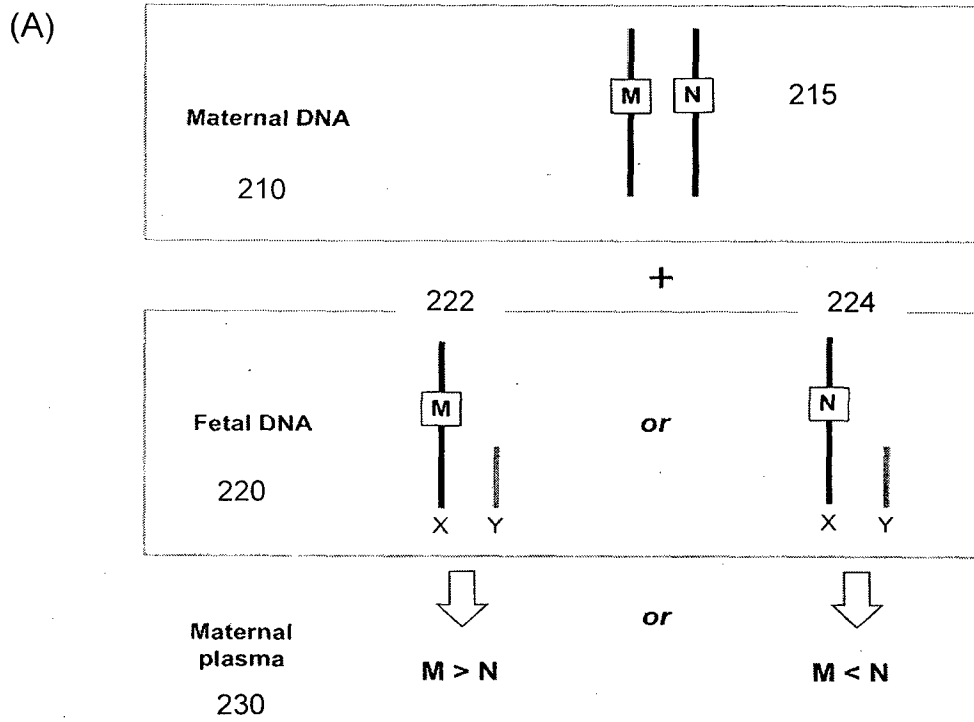 (A)
M N 215
Maternal DNA
210
+
222 224
M N
Fetal DNA or
220
X Y X Y
Maternal or
plasma
M > N M < N
230